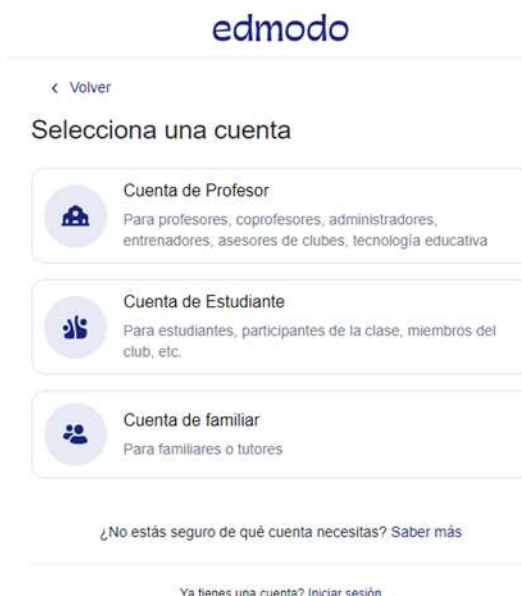 edmodo
< Volver
Selecciona una cuenta
Cuenta de Profesor
Para profesores, coprofesores, administradores,
entrenadores, asesores de clubes, tecnología educativa
Cuenta de Estudiante
Para estudiantes, participantes de la clase, miembros del
club, etc.
Cuenta de familiar
Para familiares o tutores
¿No estás seguro de qué cuenta necesitas? Saber más
Ya tienes una cuenta? Iniciar sesión